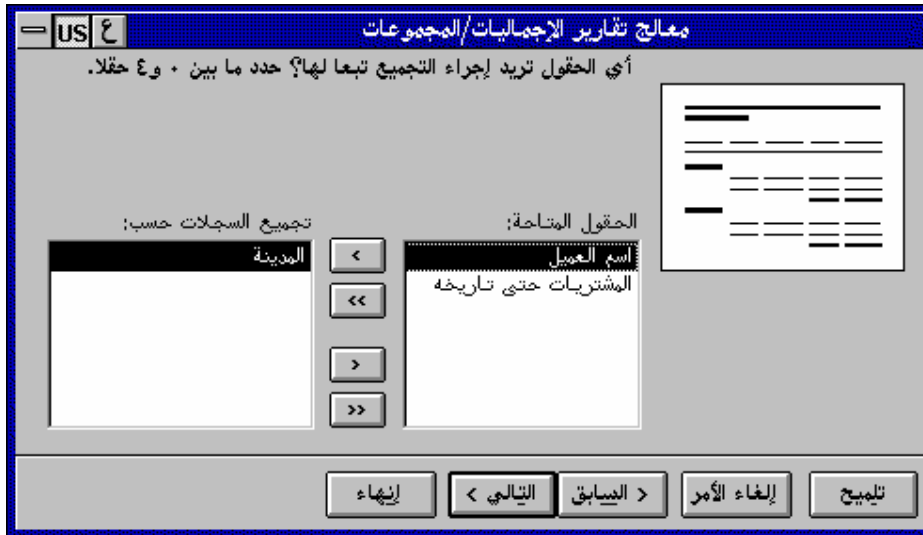 معالج تقارير الإجماليات/المجموعات
ع US
أي الحقول تريد إجراء التجميع تبعا لها؟ حدد ما بين ٠ و٤ حقلا.
الحقول المتاحة:
اسم العميل
المشتريات حتى تاريخه
>
>>
<
<<
تجميع السجلات حسب:
المدينة
تلميح
إلغاء الأمر
< السابق
التالي >
إنهاء